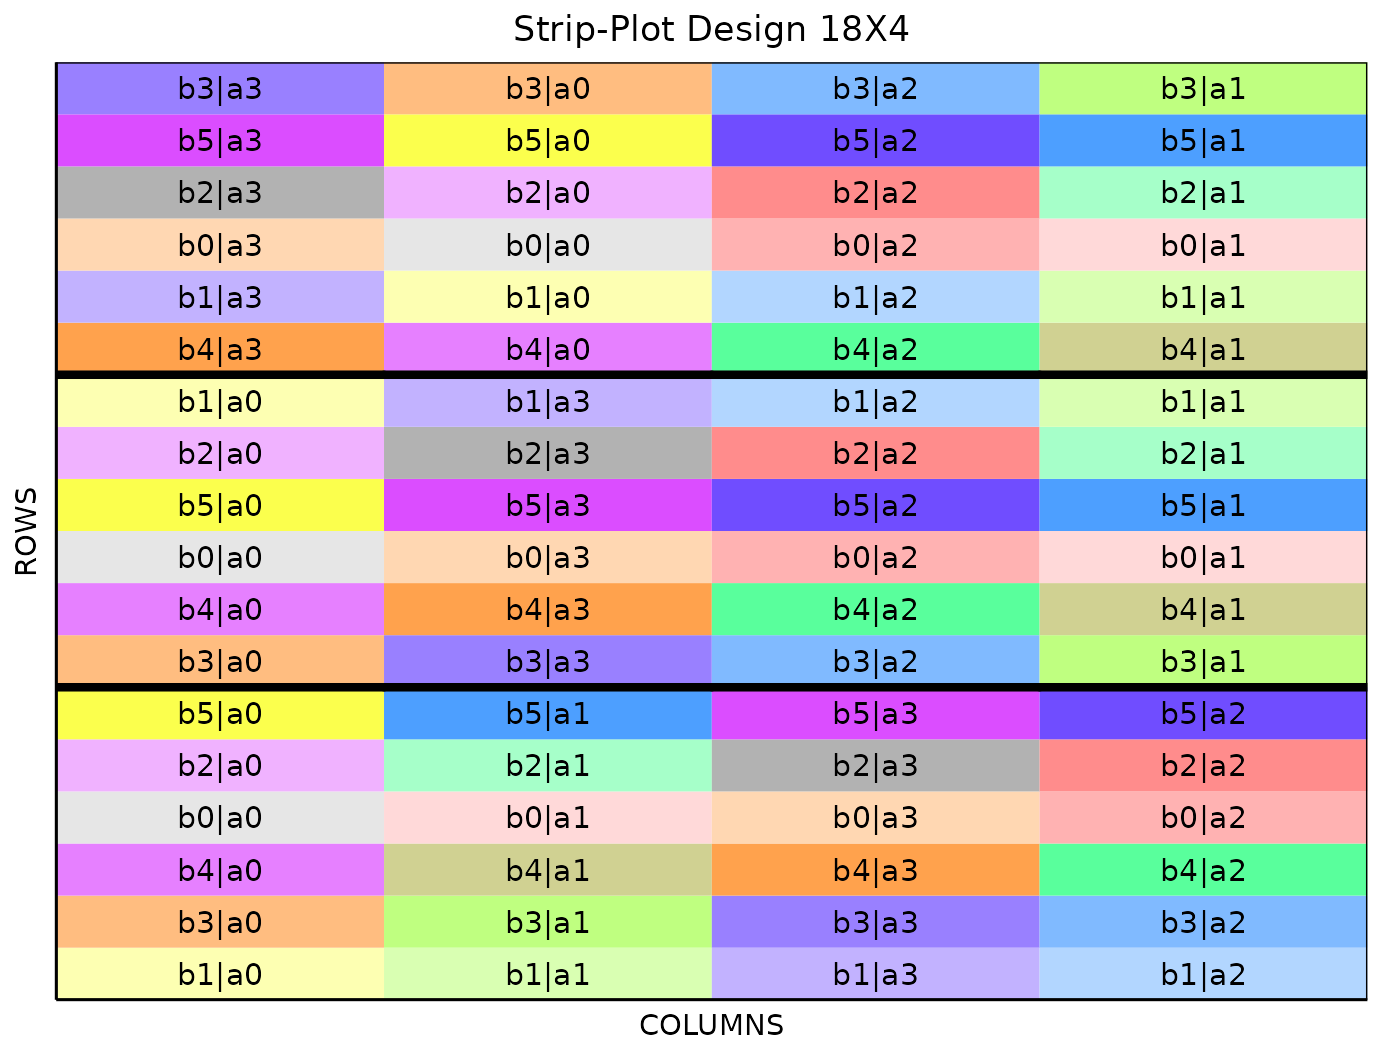 Strip-Plot Design 18X4
b3|a3 b3|a0 b3|a2 b3|a1
b5|a3 b5|a0 b5|a2 b5|a1
b2|a3 b2|a0 b2|a2 b2|a1
b0|a3 b0|a0 b0|a2 b0|a1
b1|a3 b1|a0 b1|a2 b1|a1
b4|a3 b4|a0 b4|a2 b4|a1
b1|a0 b1|a3 b1|a2 b1|a1
b2|a0 b2|a3 b2|a2 b2|a1
b5|a0 b5|a3 b5|a2 b5|a1
b0|a0 b0|a3 b0|a2 b0|a1
b4|a0 b4|a3 b4|a2 b4|a1
b3|a0 b3|a3 b3|a2 b3|a1
b5|a0 b5|a1 b5|a3 b5|a2
b2|a0 b2|a1 b2|a3 b2|a2
b0|a0 b0|a1 b0|a3 b0|a2
b4|a0 b4|a1 b4|a3 b4|a2
b3|a0 b3|a1 b3|a3 b3|a2
b1|a0 b1|a1 b1|a3 b1|a2
ROWS
COLUMNS